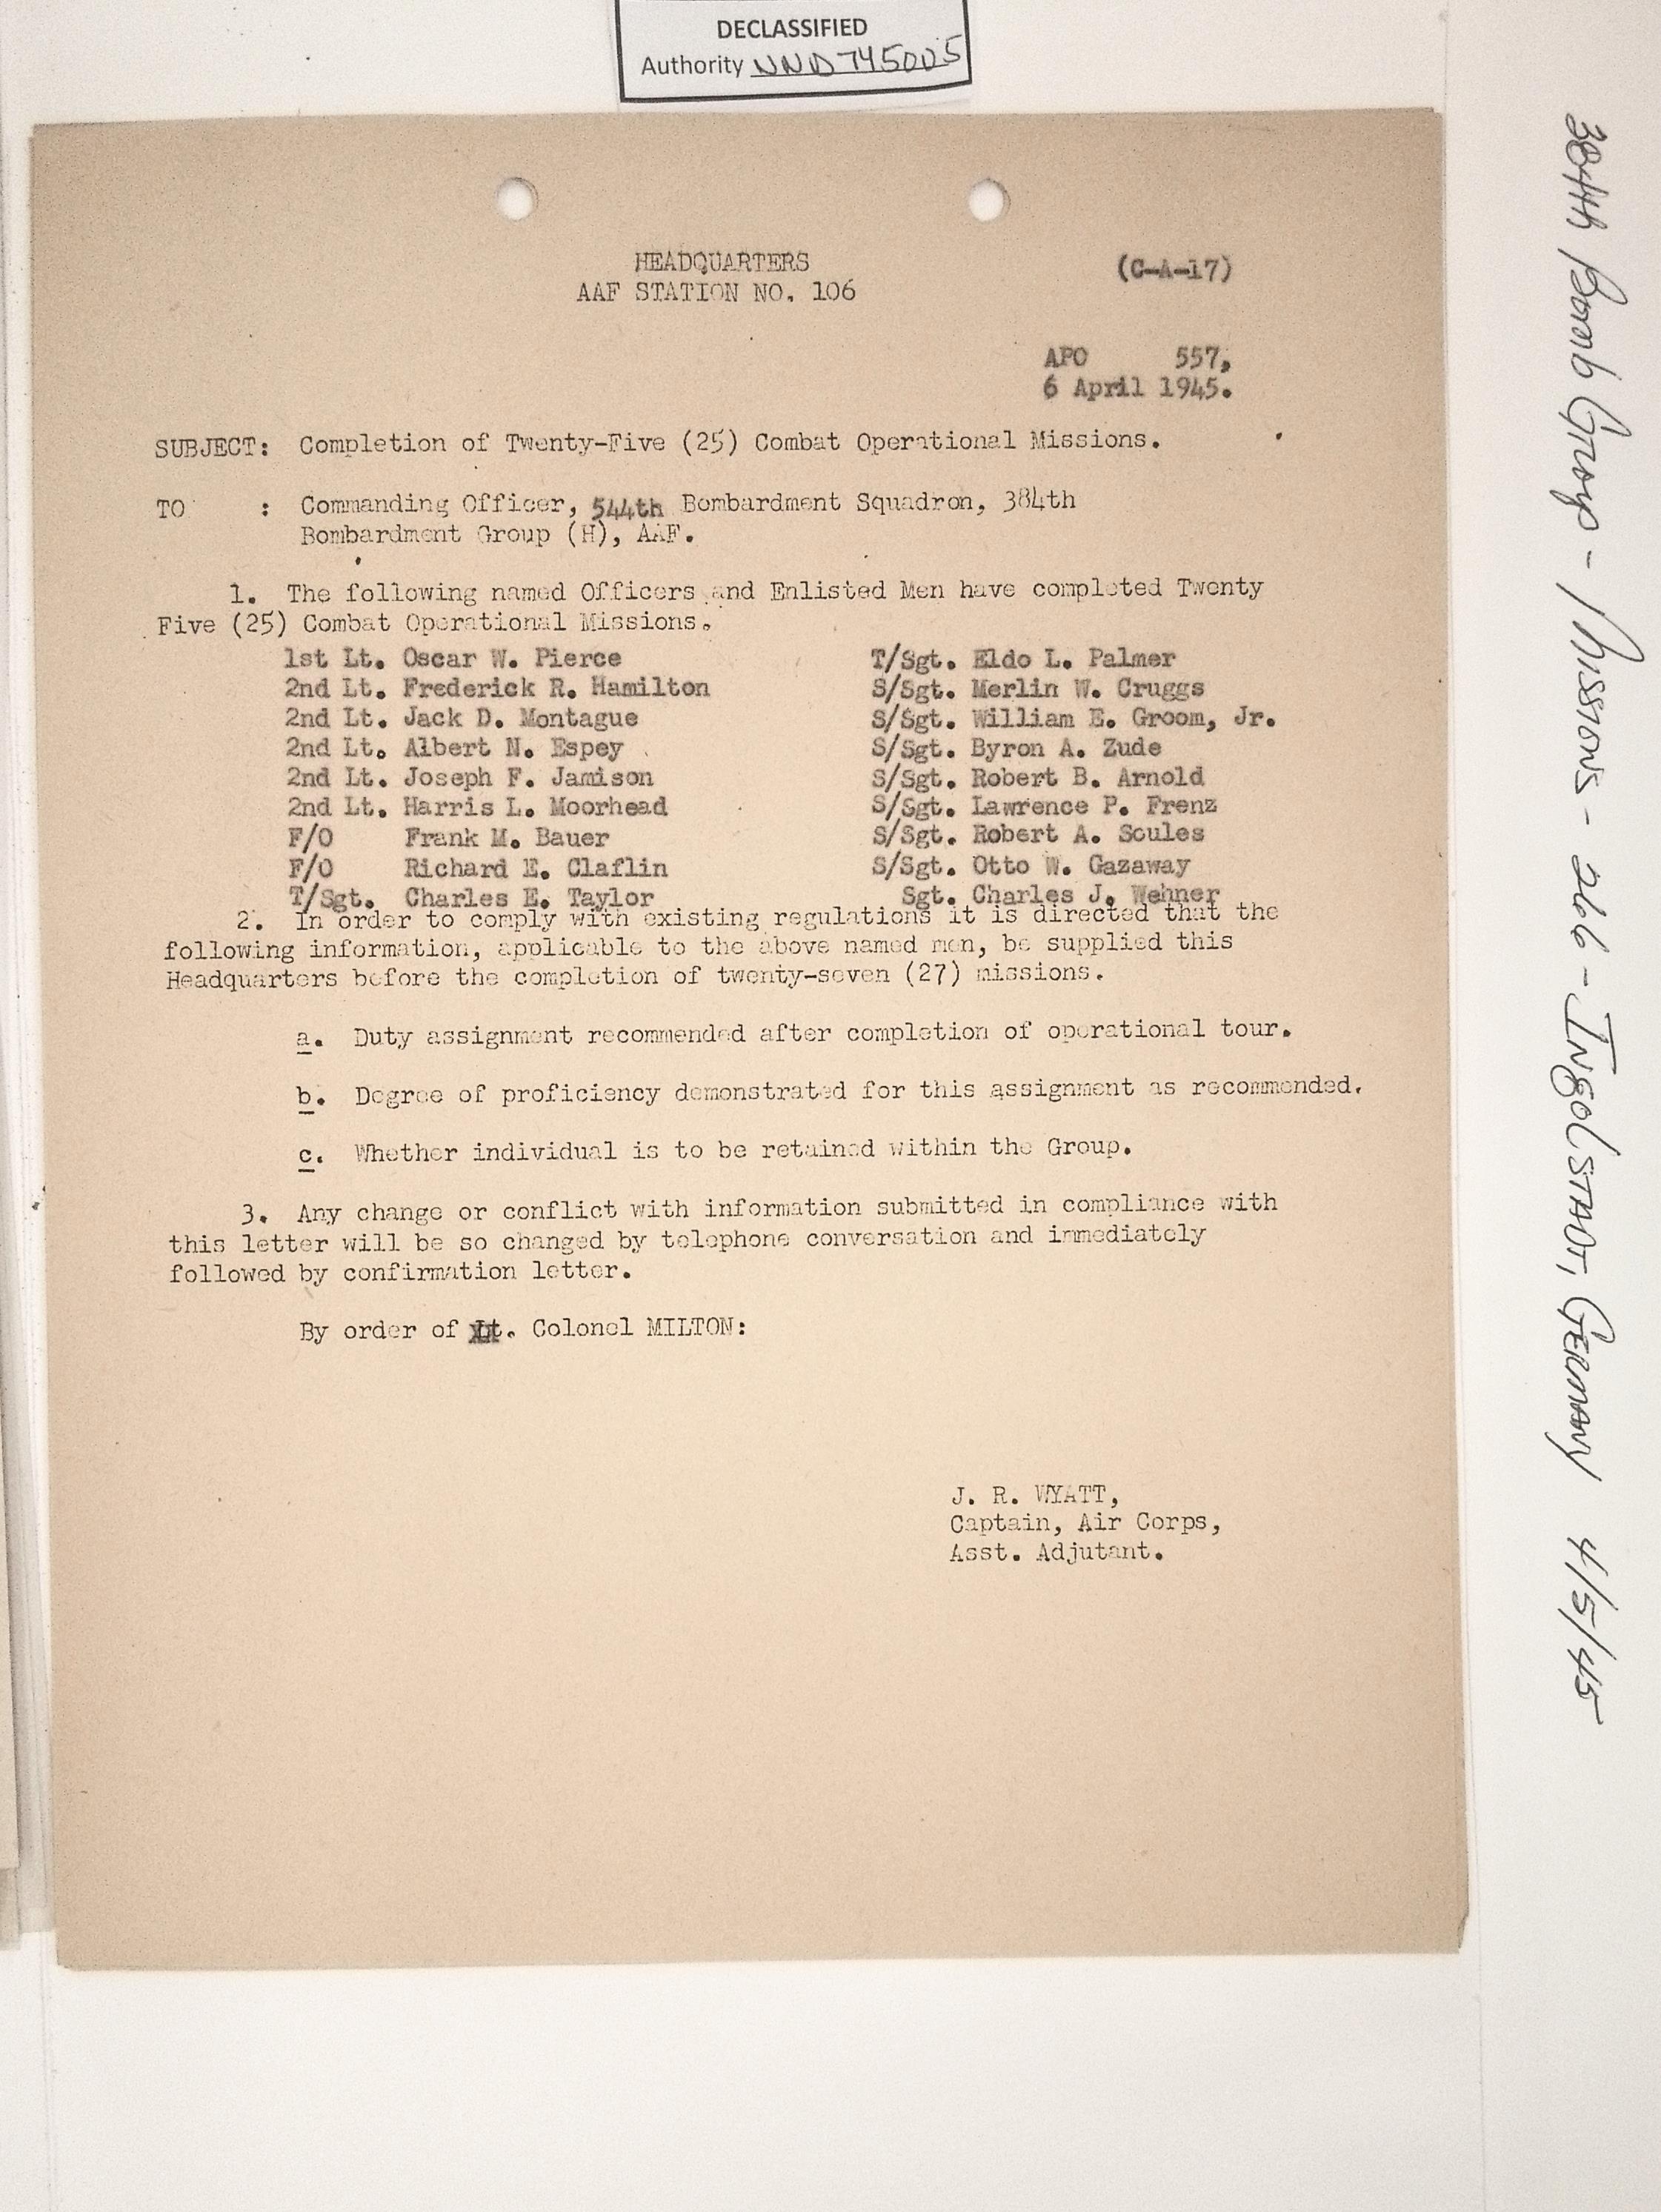 DECLASSIFIED
Authority NND 745005
HEADQUARTERS
AAF STATION NO. 106
(C-A-17)
APO 557,
6 April 1945.
SUBJECT: Completion of Twenty-Five (25) Combat Operational Missions.
TO : Commanding Officer, 544th Bombardment Squadron, 384th
Bombardment Group (H), AAF.
1. The following named Officers and Enlisted Men have completed Twenty
Five (25) Combat Operational Missions.
1st Lt. Oscar W. Pierce T/Sgt. Eldo L. Palmer
2nd Lt. Frederick R. Hamilton S/Sgt. Merlin W. Cruggs
2nd Lt. Jack D. Montague S/Sgt. William E. Groom, Jr.
2nd Lt. Albert N. Espey S/Sgt. Byron A. Zude
2nd Lt. Joseph F. Jamison S/Sgt. Robert B. Arnold
2nd Lt. Harris L. Moorhead S/Sgt. Lawrence P. Frenz
F/O Frank M. Bauer S/Sgt. Robert A. Soules
F/O Richard E. Claflin S/Sgt. Otto W. Gazaway
T/Sgt. Charles E. Taylor Sgt. Charles J. Wehner
2. In order to comply with existing regulations it is directed that the
following information, applicable to the above named men, be supplied this
Headquarters before the completion of twenty-seven (27) missions.
a. Duty assignment recommended after completion of operational tour.
b. Degree of proficiency demonstrated for this assignment as recommended.
c. Whether individual is to be retained within the Group.
3. Any change or conflict with information submitted in compliance with
this letter will be so changed by telephone conversation and immediately
followed by confirmation letter.
By order of Lt. Colonel MILTON:
J. R. WYATT,
Captain, Air Corps,
Asst. Adjutant.
384th Bomb Group - Missions - 266 - Ingolstadt, Germany 4/5/45